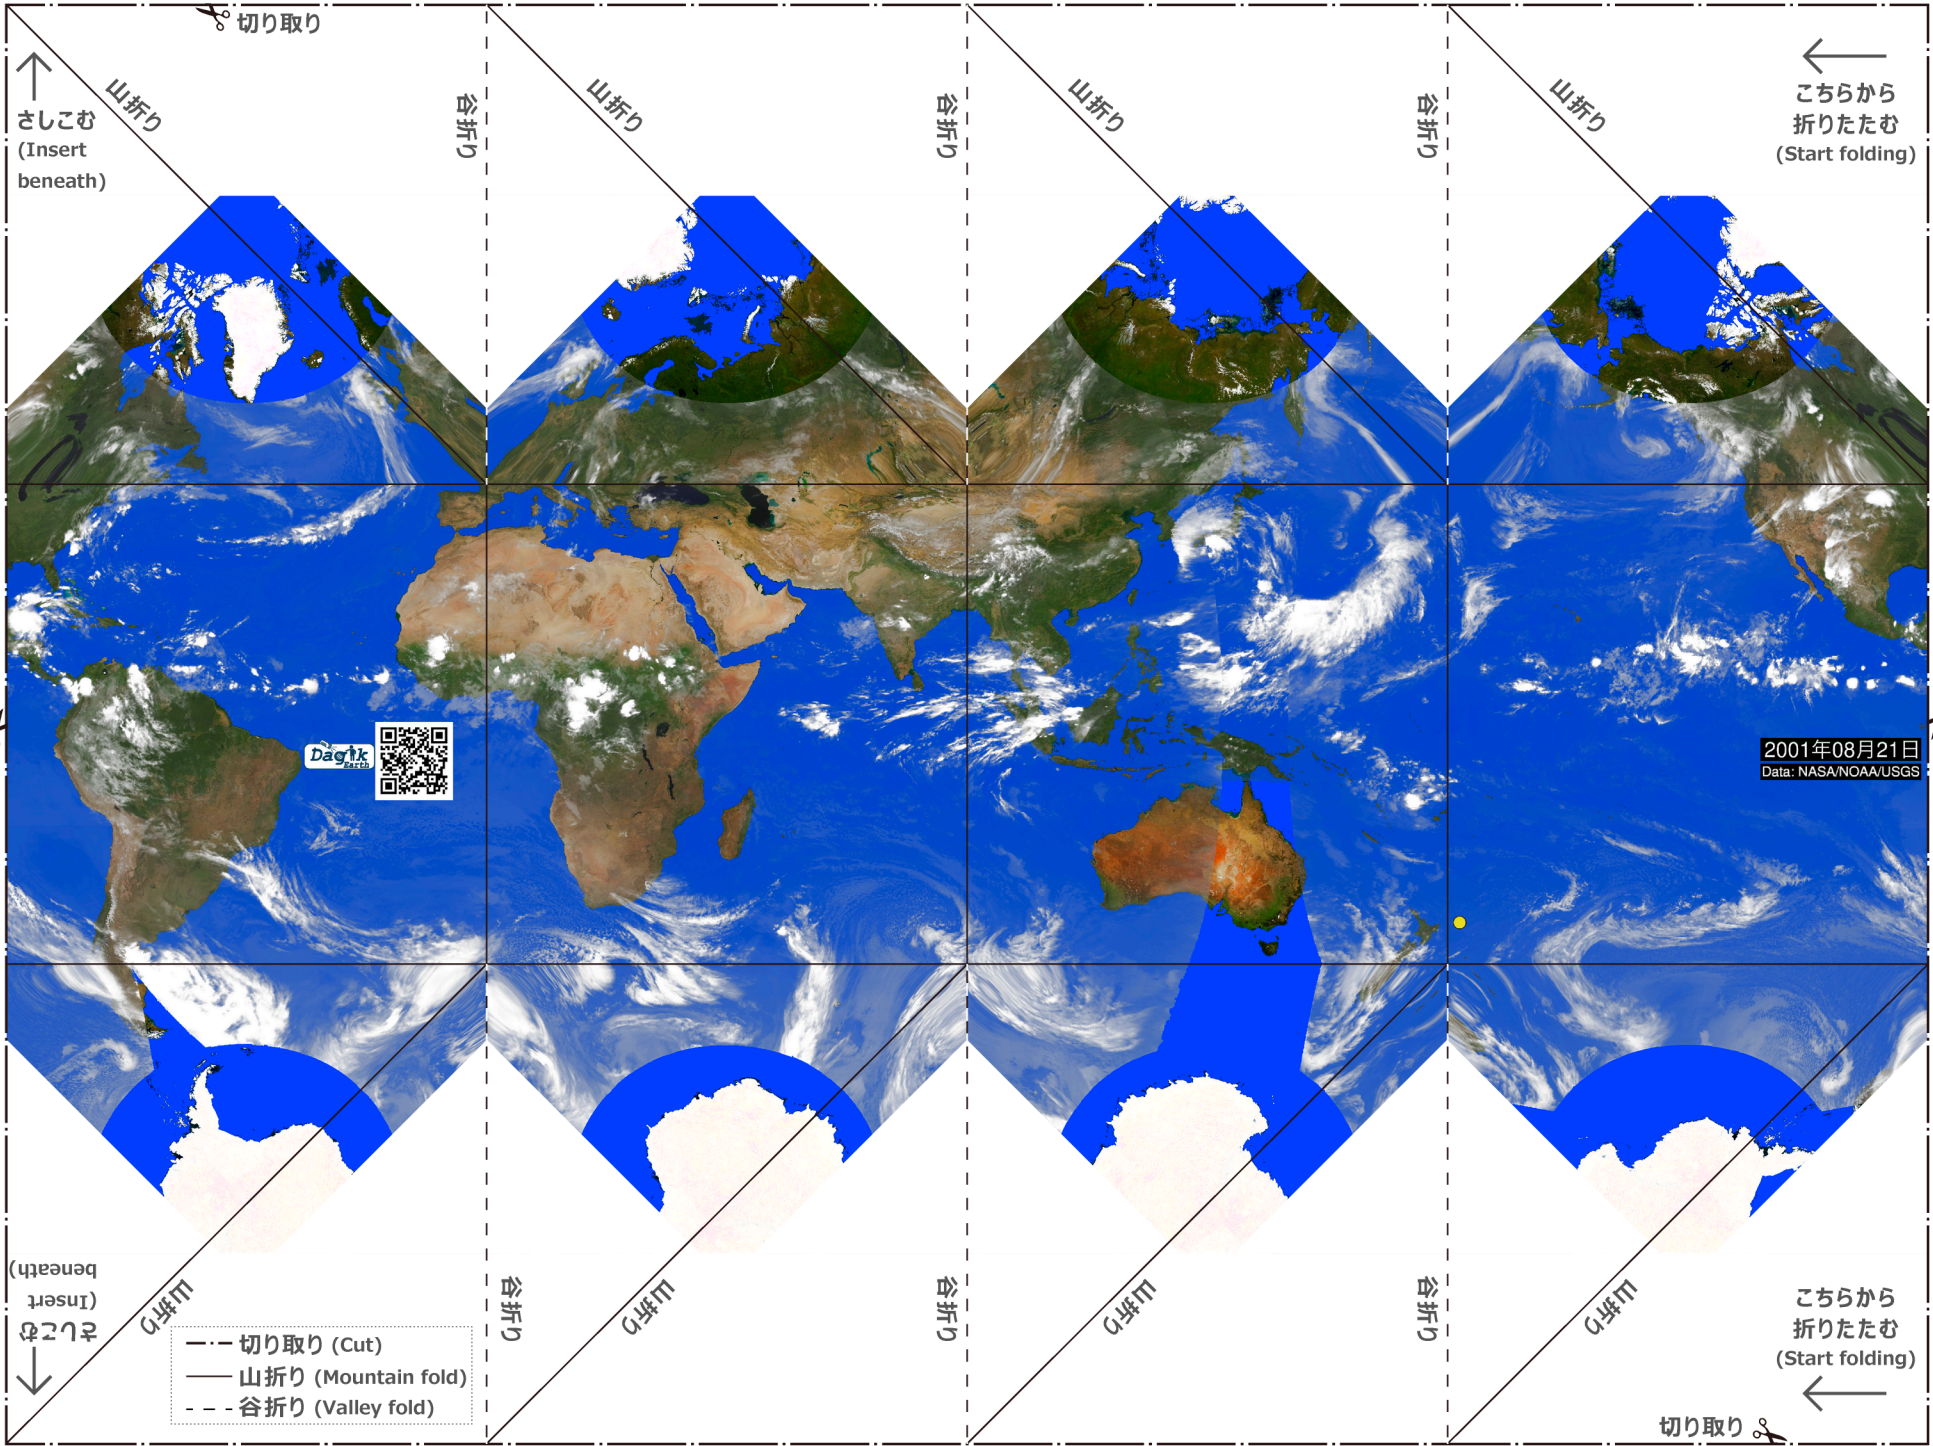 切り取り
山折り
谷折り
山折り
谷折り
山折り
谷折り
山折り
さしこむ
(Insert
beneath)
こちらから
折りたたむ
(Start folding)
Dagik
Earth
2001年08月21日
Data: NASA/NOAA/USGS
さしこむ
(Insert
beneath)
山折り
谷折り
山折り
谷折り
山折り
谷折り
山折り
こちらから
折りたたむ
(Start folding)
切り取り (Cut)
山折り (Mountain fold)
谷折り (Valley fold)
切り取り